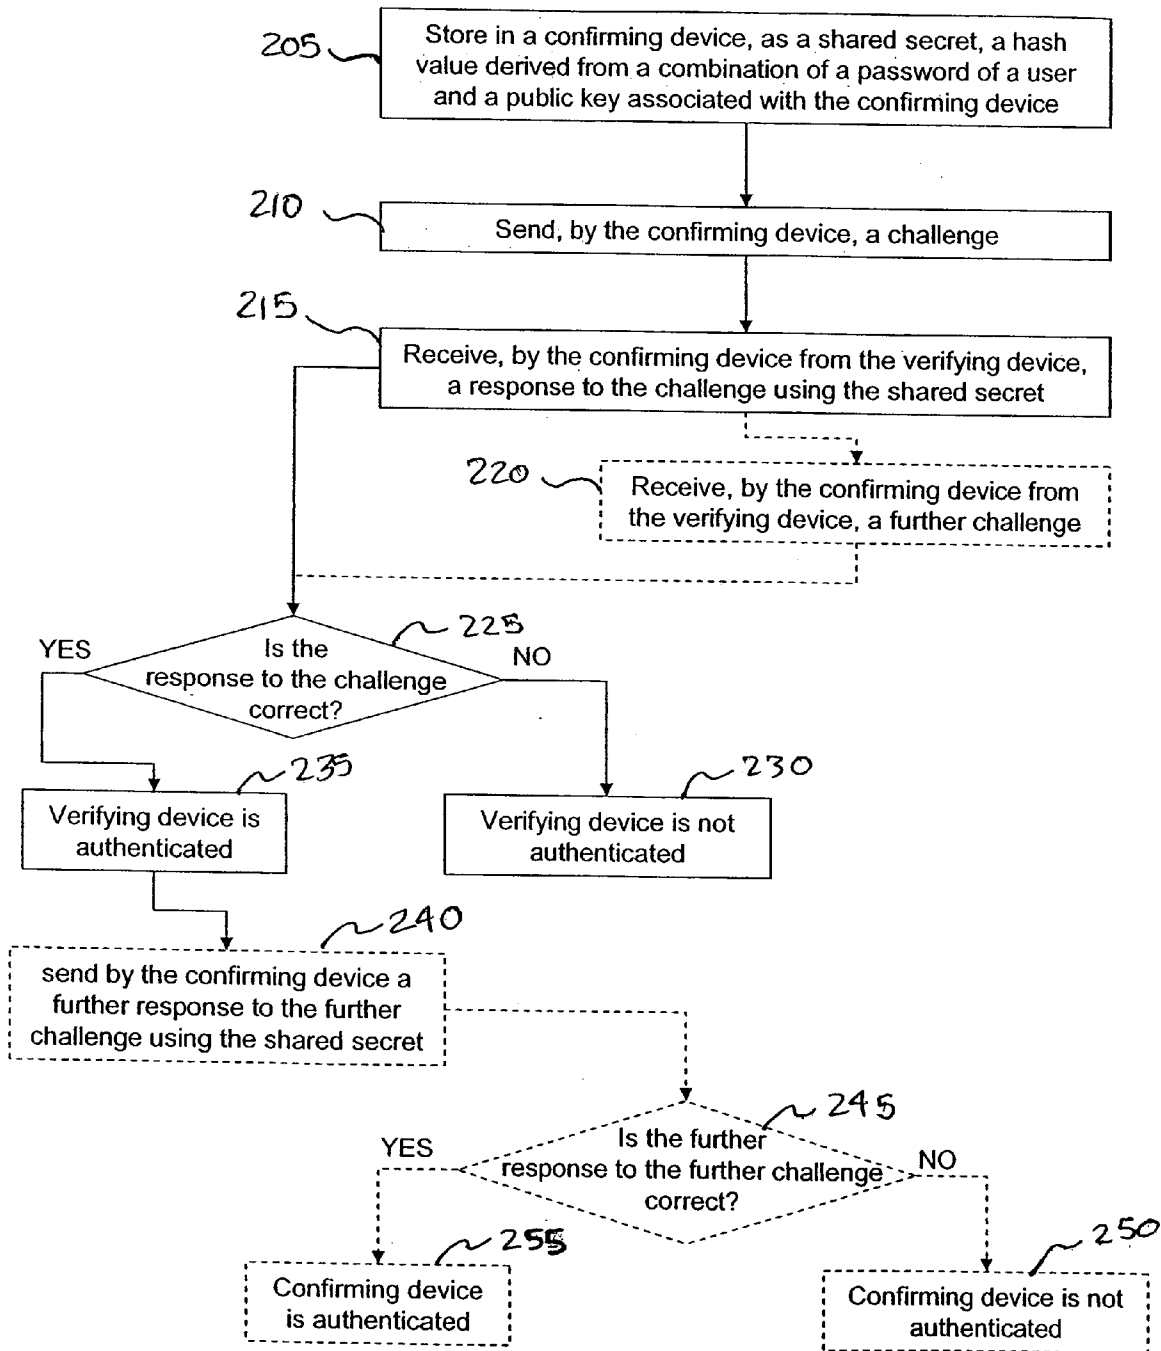 205
Store in a confirming device, as a shared secret, a hash
value derived from a combination of a password of a user
and a public key associated with the confirming device
210
Send, by the confirming device, a challenge
215
Receive, by the confirming device from the verifying device,
a response to the challenge using the shared secret
220
Receive, by the confirming device from
the verifying device, a further challenge
225
YES
Is the
response to the challenge
correct?
NO
235
Verifying device is
authenticated
230
Verifying device is not
authenticated
240
send by the confirming device a
further response to the further
challenge using the shared secret
245
YES
Is the further
response to the further challenge
correct?
NO
255
Confirming device
is authenticated
250
Confirming device is not
authenticated